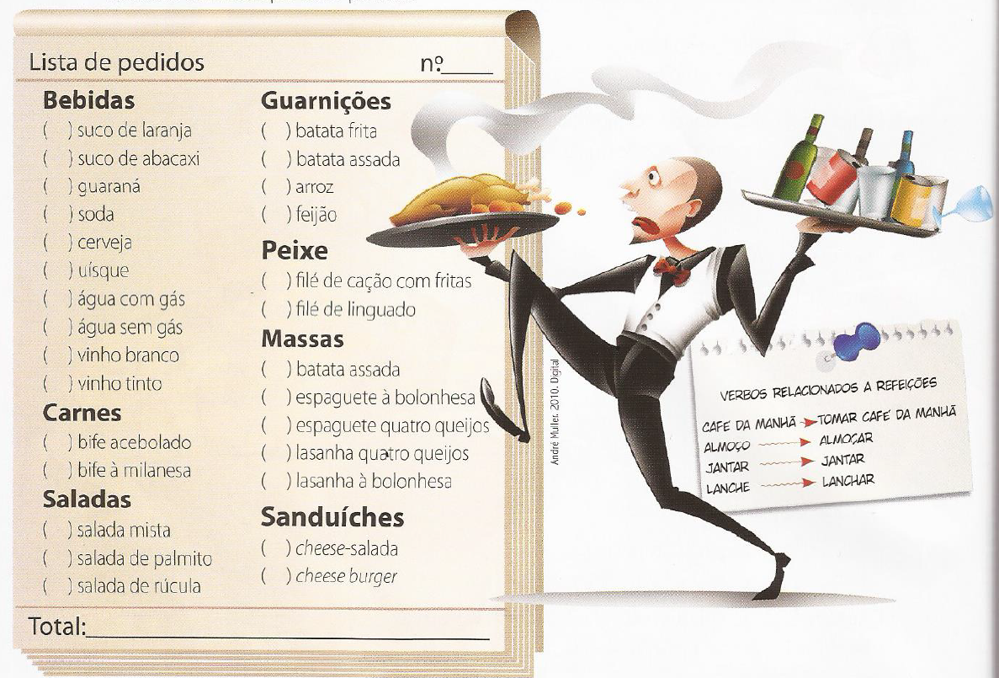 Lista de pedidos nº____
Bebidas
( ) suco de laranja
( ) suco de abacaxi
( ) guaraná
( ) soda
( ) cerveja
( ) uísque
( ) água com gás
( ) água sem gás
( ) vinho branco
( ) vinho tinto
Carnes
( ) bife acebolado
( ) bife à milanesa
Saladas
( ) salada mista
( ) salada de palmito
( ) salada de rúcula
Guarnições
( ) batata frita
( ) batata assada
( ) arroz
( ) feijão
Peixe
( ) filé de cação com fritas
( ) filé de linguado
Massas
( ) batata assada
( ) espaguete à bolonhesa
( ) espaguete quatro queijos
( ) lasanha quatro queijos
( ) lasanha à bolonhesa
Sanduíches
( ) cheese-salada
( ) cheese burger
Total:____
André Muller. 2010. Digital
VERBOS RELACIONADOS A REFEIÇÕES
CAFE DA MANHÃ TOMAR CAFÉ DA MANHÃ
ALMOÇO ALMOÇAR
JANTAR JANTAR
LANCHE LANCHAR